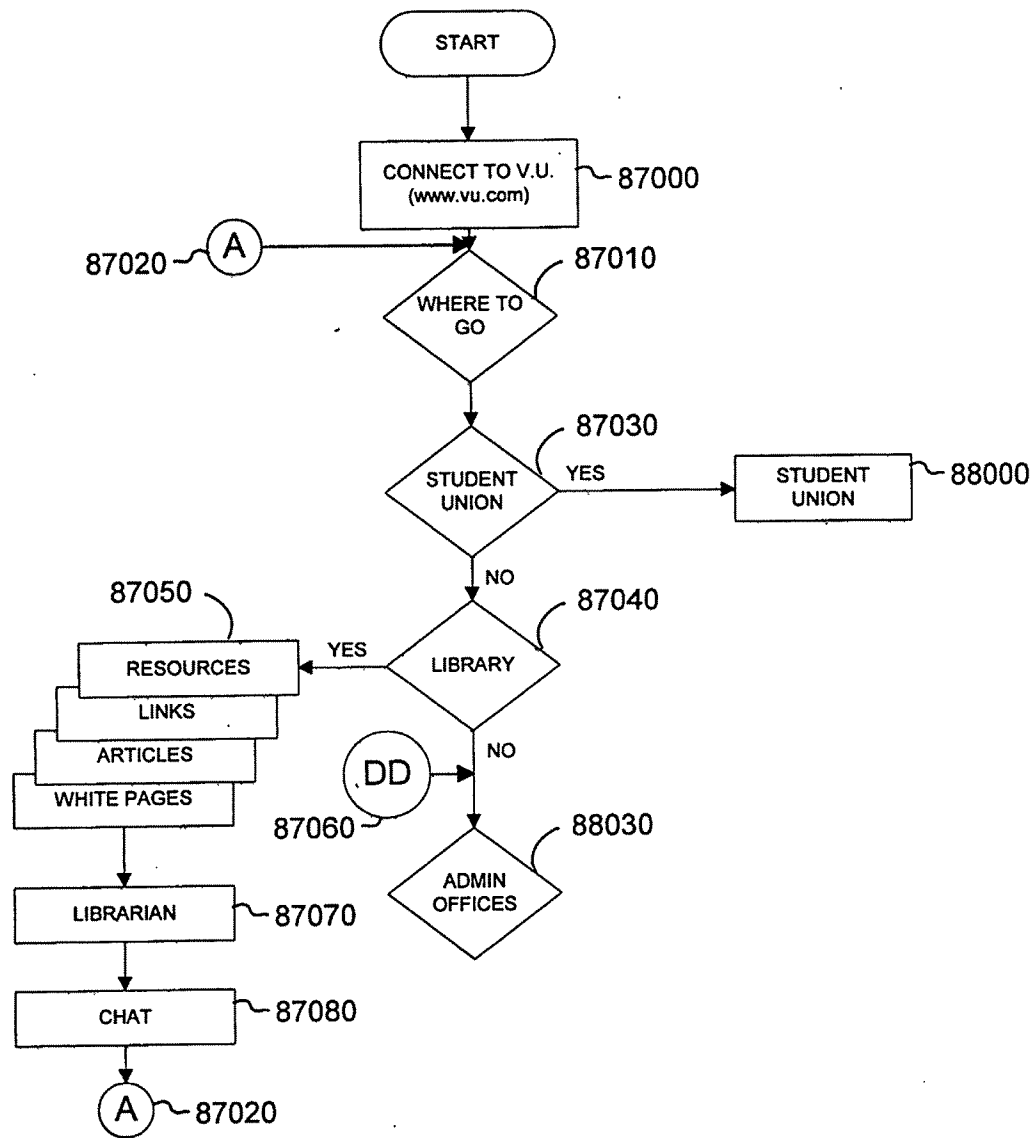 START
CONNECT TO V.U.
(www.vu.com)
87000
A
87020
87010
WHERE TO
GO
87030
STUDENT
UNION
YES
STUDENT
UNION
88000
NO
87050
87040
YES
RESOURCES
LIBRARY
LINKS
ARTICLES
WHITE PAGES
NO
DD
87060
88030
ADMIN
OFFICES
LIBRARIAN
87070
CHAT
87080
A
87020